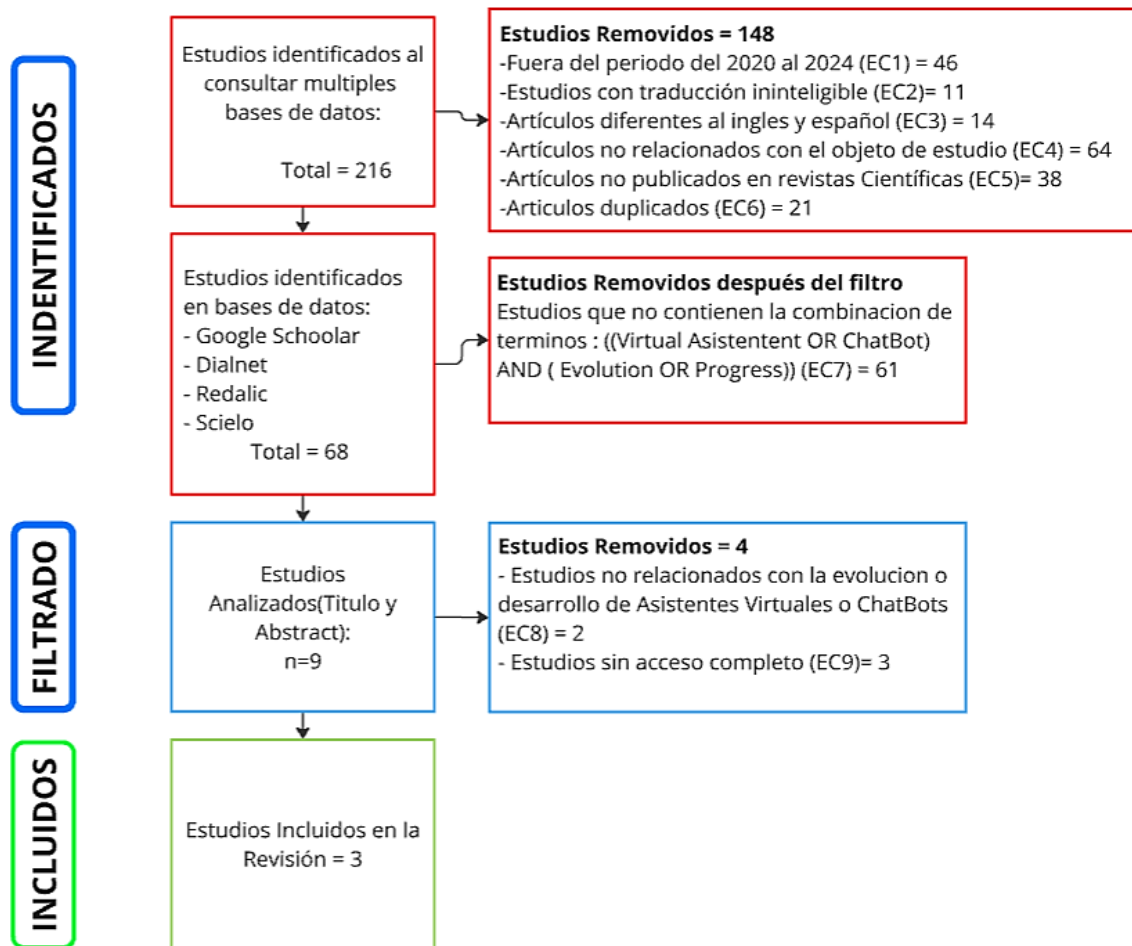 INDENTIFICADOS
Estudios identificados al
consultar multiples
bases de datos:
Total = 216
Estudios Removidos = 148
-Fuera del periodo del 2020 al 2024 (EC1) = 46
-Estudios con traducción ininteligible (EC2)= 11
-Artículos diferentes al ingles y español (EC3) = 14
-Artículos no relacionados con el objeto de estudio (EC4) = 64
-Artículos no publicados en revistas Científicas (EC5)= 38
-Articulos duplicados (EC6) = 21
Estudios identificados
en bases de datos:
- Google Schoolar
- Dialnet
- Redalic
- Scielo
Total = 68
Estudios Removidos después del filtro
Estudios que no contienen la combinacion de
terminos : ((Virtual Asistentent OR ChatBot)
AND ( Evolution OR Progress)) (EC7) = 61
FILTRADO
Estudios
Analizados(Titulo y
Abstract):
n=9
Estudios Removidos = 4
- Estudios no relacionados con la evolucion o
desarrollo de Asistentes Virtuales o ChatBots
(EC8) = 2
- Estudios sin acceso completo (EC9)= 3
INCLUIDOS
Estudios Incluidos en la
Revisión = 3